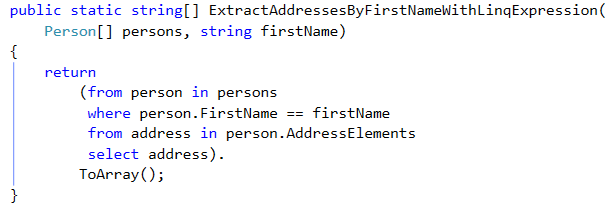 public static string[] ExtractAddressesByFirstNameWithLinqExpression(
    Person[] persons, string firstName)
{
    return
        (from person in persons
         where person.FirstName == firstName
         from address in person.AddressElements
         select address).
        ToArray();
}